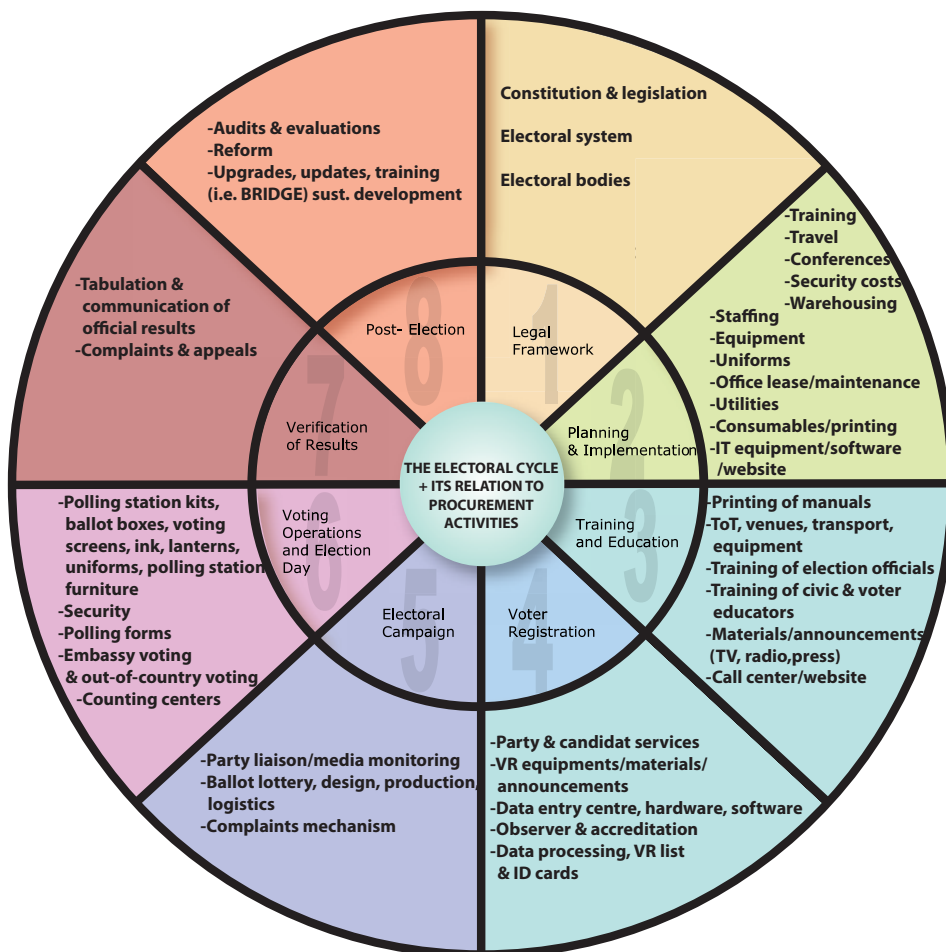 THE ELECTORAL CYCLE
+ ITS RELATION TO
PROCUREMENT
ACTIVITIES
1
Legal
Framework
Constitution & legislation
Electoral system
Electoral bodies
2
Planning
& Implementation
-Training
-Travel
-Conferences
-Security costs
-Warehousing
-Staffing
-Equipment
-Uniforms
-Office lease/maintenance
-Utilities
-Consumables/printing
-IT equipment/software
/website
3
Training
and Education
-Printing of manuals
-ToT, venues, transport,
equipment
-Training of election officials
-Training of civic & voter
educators
-Materials/announcements
(TV, radio,press)
-Call center/website
4
Voter
Registration
-Party & candidat services
-VR equipments/materials/
announcements
-Data entry centre, hardware, software
-Observer & accreditation
-Data processing, VR list
& ID cards
5
Electoral
Campaign
-Party liaison/media monitoring
-Ballot lottery, design, production,
logistics
-Complaints mechanism
6
Voting
Operations
and Election
Day
-Polling station kits,
ballot boxes, voting
screens, ink, lanterns,
uniforms, polling station
furniture
-Security
-Polling forms
-Embassy voting
& out-of-country voting
-Counting centers
7
Verification
of Results
-Tabulation &
communication of
official results
-Complaints & appeals
8
Post- Election
-Audits & evaluations
-Reform
-Upgrades, updates, training
(i.e. BRIDGE) sust. development